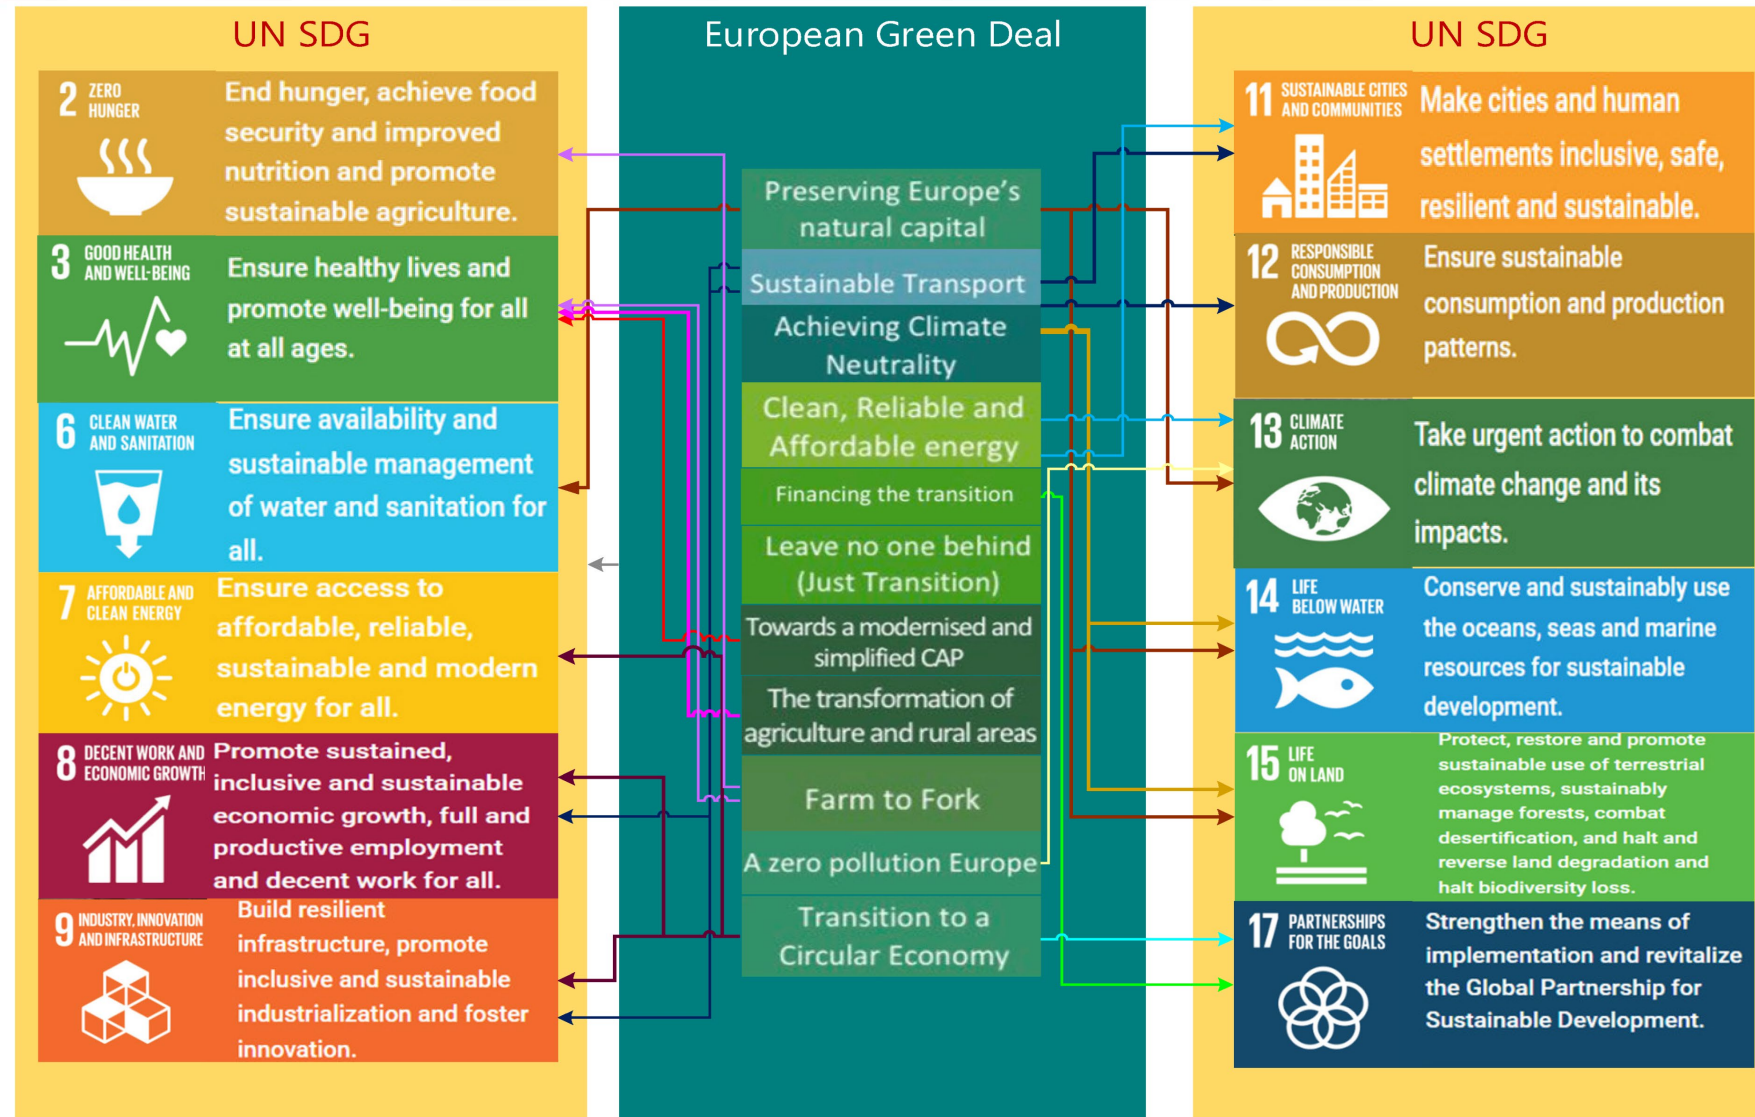 UN SDG
2 ZERO
HUNGER
End hunger, achieve food
security and improved
nutrition and promote
sustainable agriculture.
3 GOOD HEALTH
AND WELL-BEING
Ensure healthy lives and
promote well-being for all
at all ages.
6 CLEAN WATER
AND SANITATION
Ensure availability and
sustainable management
of water and sanitation for
all.
7 AFFORDABLE AND
CLEAN ENERGY
Ensure access to
affordable, reliable,
sustainable and modern
energy for all.
8 DECENT WORK AND
ECONOMIC GROWTH
Promote sustained,
inclusive and sustainable
economic growth, full and
productive employment
and decent work for all.
9 INDUSTRY, INNOVATION
AND INFRASTRUCTURE
Build resilient
infrastructure, promote
inclusive and sustainable
industrialization and foster
innovation.
European Green Deal
Preserving Europe's
natural capital
Sustainable Transport
Achieving Climate
Neutrality
Clean, Reliable and
Affordable energy
Financing the transition
Leave no one behind
(Just Transition)
Towards a modernised and
simplified CAP
The transformation of
agriculture and rural areas
Farm to Fork
A zero pollution Europe
Transition to a
Circular Economy
UN SDG
11 SUSTAINABLE CITIES
AND COMMUNITIES
Make cities and human
settlements inclusive, safe,
resilient and sustainable.
12 RESPONSIBLE
CONSUMPTION
AND PRODUCTION
Ensure sustainable
consumption and production
patterns.
13 CLIMATE
ACTION
Take urgent action to combat
climate change and its
impacts.
14 LIFE
BELOW WATER
Conserve and sustainably use
the oceans, seas and marine
resources for sustainable
development.
15 LIFE
ON LAND
Protect, restore and promote
sustainable use of terrestrial
ecosystems, sustainably
manage forests, combat
desertification, and halt and
reverse land degradation and
halt biodiversity loss.
17 PARTNERSHIPS
FOR THE GOALS
Strengthen the means of
implementation and revitalize
the Global Partnership for
Sustainable Development.